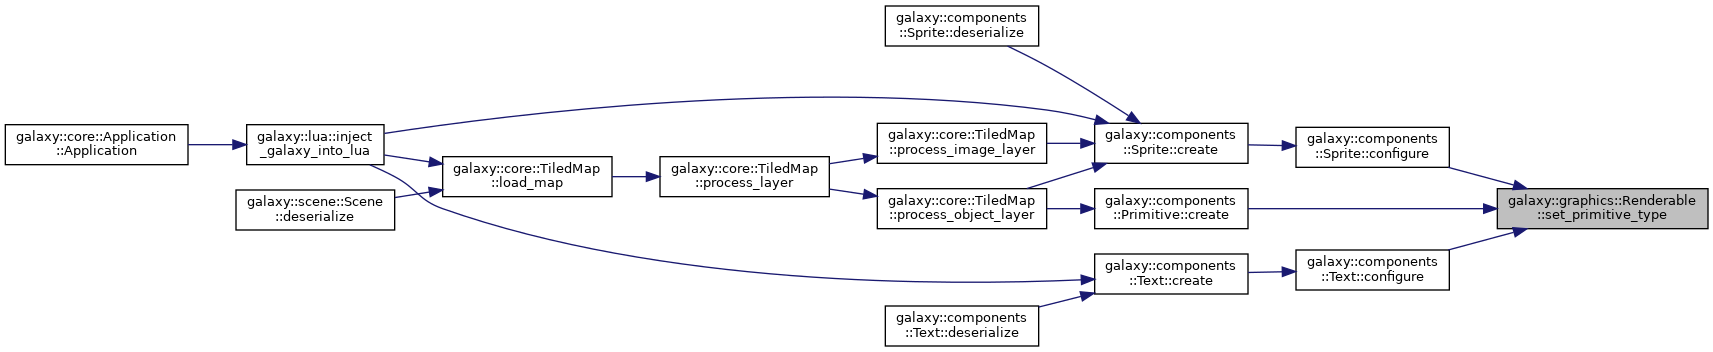 galaxy::components
::Sprite::deserialize
galaxy::core::Application
::Application
galaxy::lua::inject
_galaxy_into_lua
galaxy::scene::Scene
::deserialize
galaxy::core::TiledMap
::load_map
galaxy::core::TiledMap
::process_layer
galaxy::core::TiledMap
::process_image_layer
galaxy::core::TiledMap
::process_object_layer
galaxy::components
::Sprite::create
galaxy::components
::Primitive::create
galaxy::components
::Text::create
galaxy::components
::Text::deserialize
galaxy::components
::Sprite::configure
galaxy::components
::Text::configure
galaxy::graphics::Renderable
::set_primitive_type